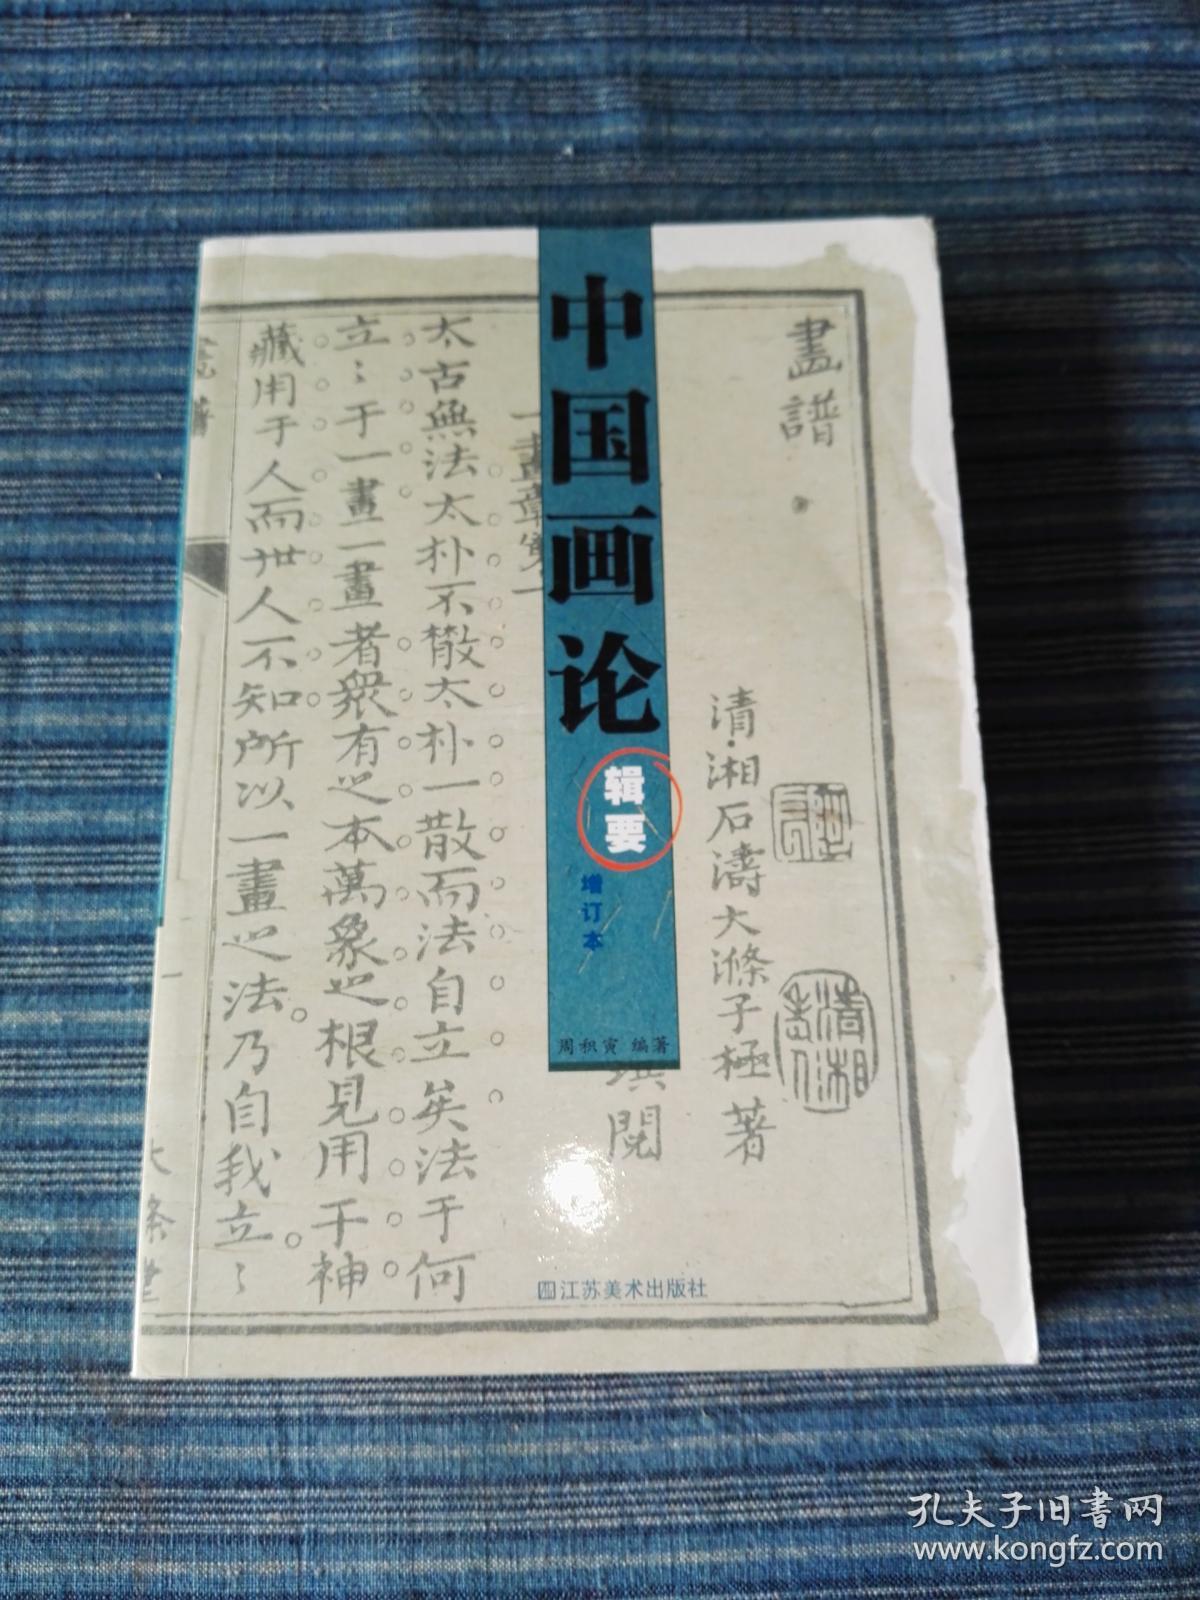 中国画论
辑要
增订本
周积寅 编著
畫譜
清湘石濤大滌子極著
閱
一畫章第一
太古無法太朴不散太朴一散而法自立矣法于何
立〻于一畫一畫者衆有之本萬象之根見用于神
藏用于人而世人不知所以一畫之法。乃自我立。〻
江苏美术出版社
孔夫子旧書网
www.kongfz.com